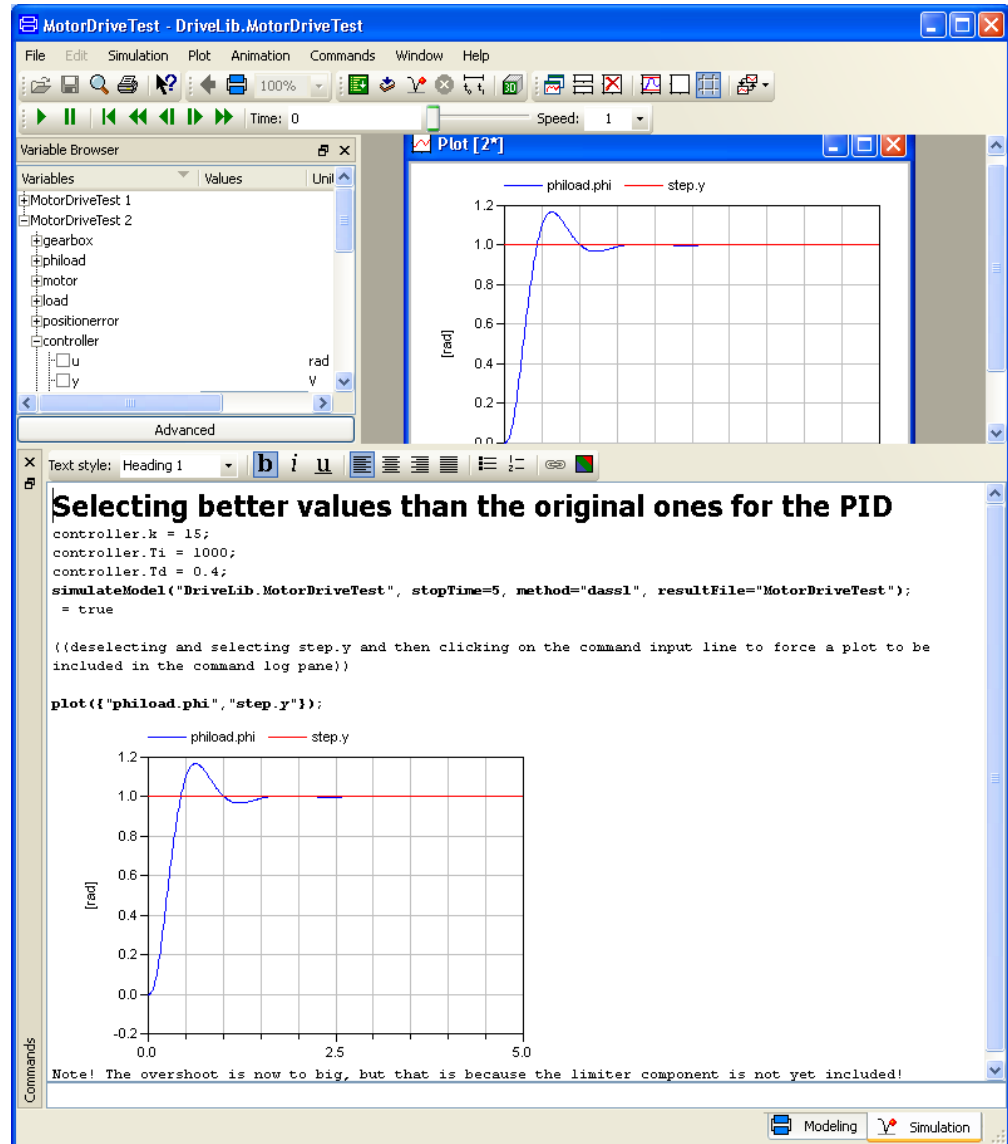 MotorDriveTest - DriveLib.MotorDriveTest
File Edit Simulation Plot Animation Commands Window Help
100%
3D
Time: 0 Speed: 1
Variable Browser
Variables Values Unit
MotorDriveTest 1
MotorDriveTest 2
gearbox
phiload
motor
load
positionerror
controller
u rad
y V
Advanced
Plot [2*]
phiload.phi step.y
1.2
1.0
0.8
0.6
0.4
0.2
0.0
[rad]
Text style: Heading 1 b i u
Selecting better values than the original ones for the PID
controller.k = 15;
controller.Ti = 1000;
controller.Td = 0.4;
simulateModel("DriveLib.MotorDriveTest", stopTime=5, method="dassl", resultFile="MotorDriveTest");
= true
((deselecting and selecting step.y and then clicking on the command input line to force a plot to be
included in the command log pane))
plot({"phiload.phi","step.y"});
phiload.phi step.y
1.2
1.0
0.8
0.6
0.4
0.2
0.0
-0.2
[rad]
0.0 2.5 5.0
Note! The overshoot is now to big, but that is because the limiter component is not yet included!
Commands
Modeling Simulation